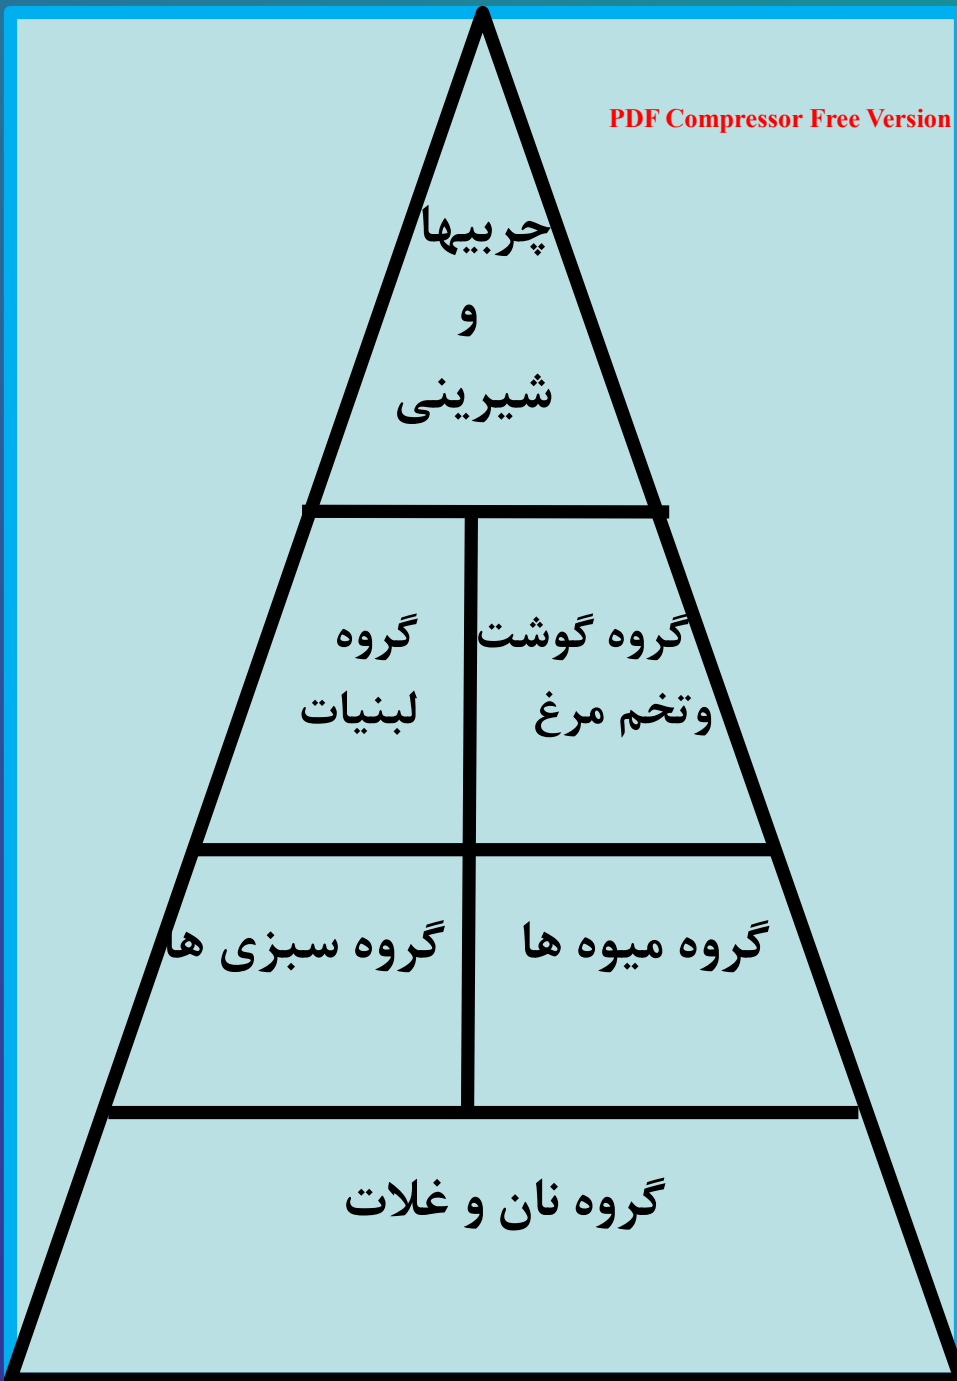 PDF Compressor Free Version
چربیها
و
شیرینی
گروه گوشت
وتخم مرغ
گروه
لبنیات
گروه میوه ها
گروه سبزی ها
گروه نان و غلات